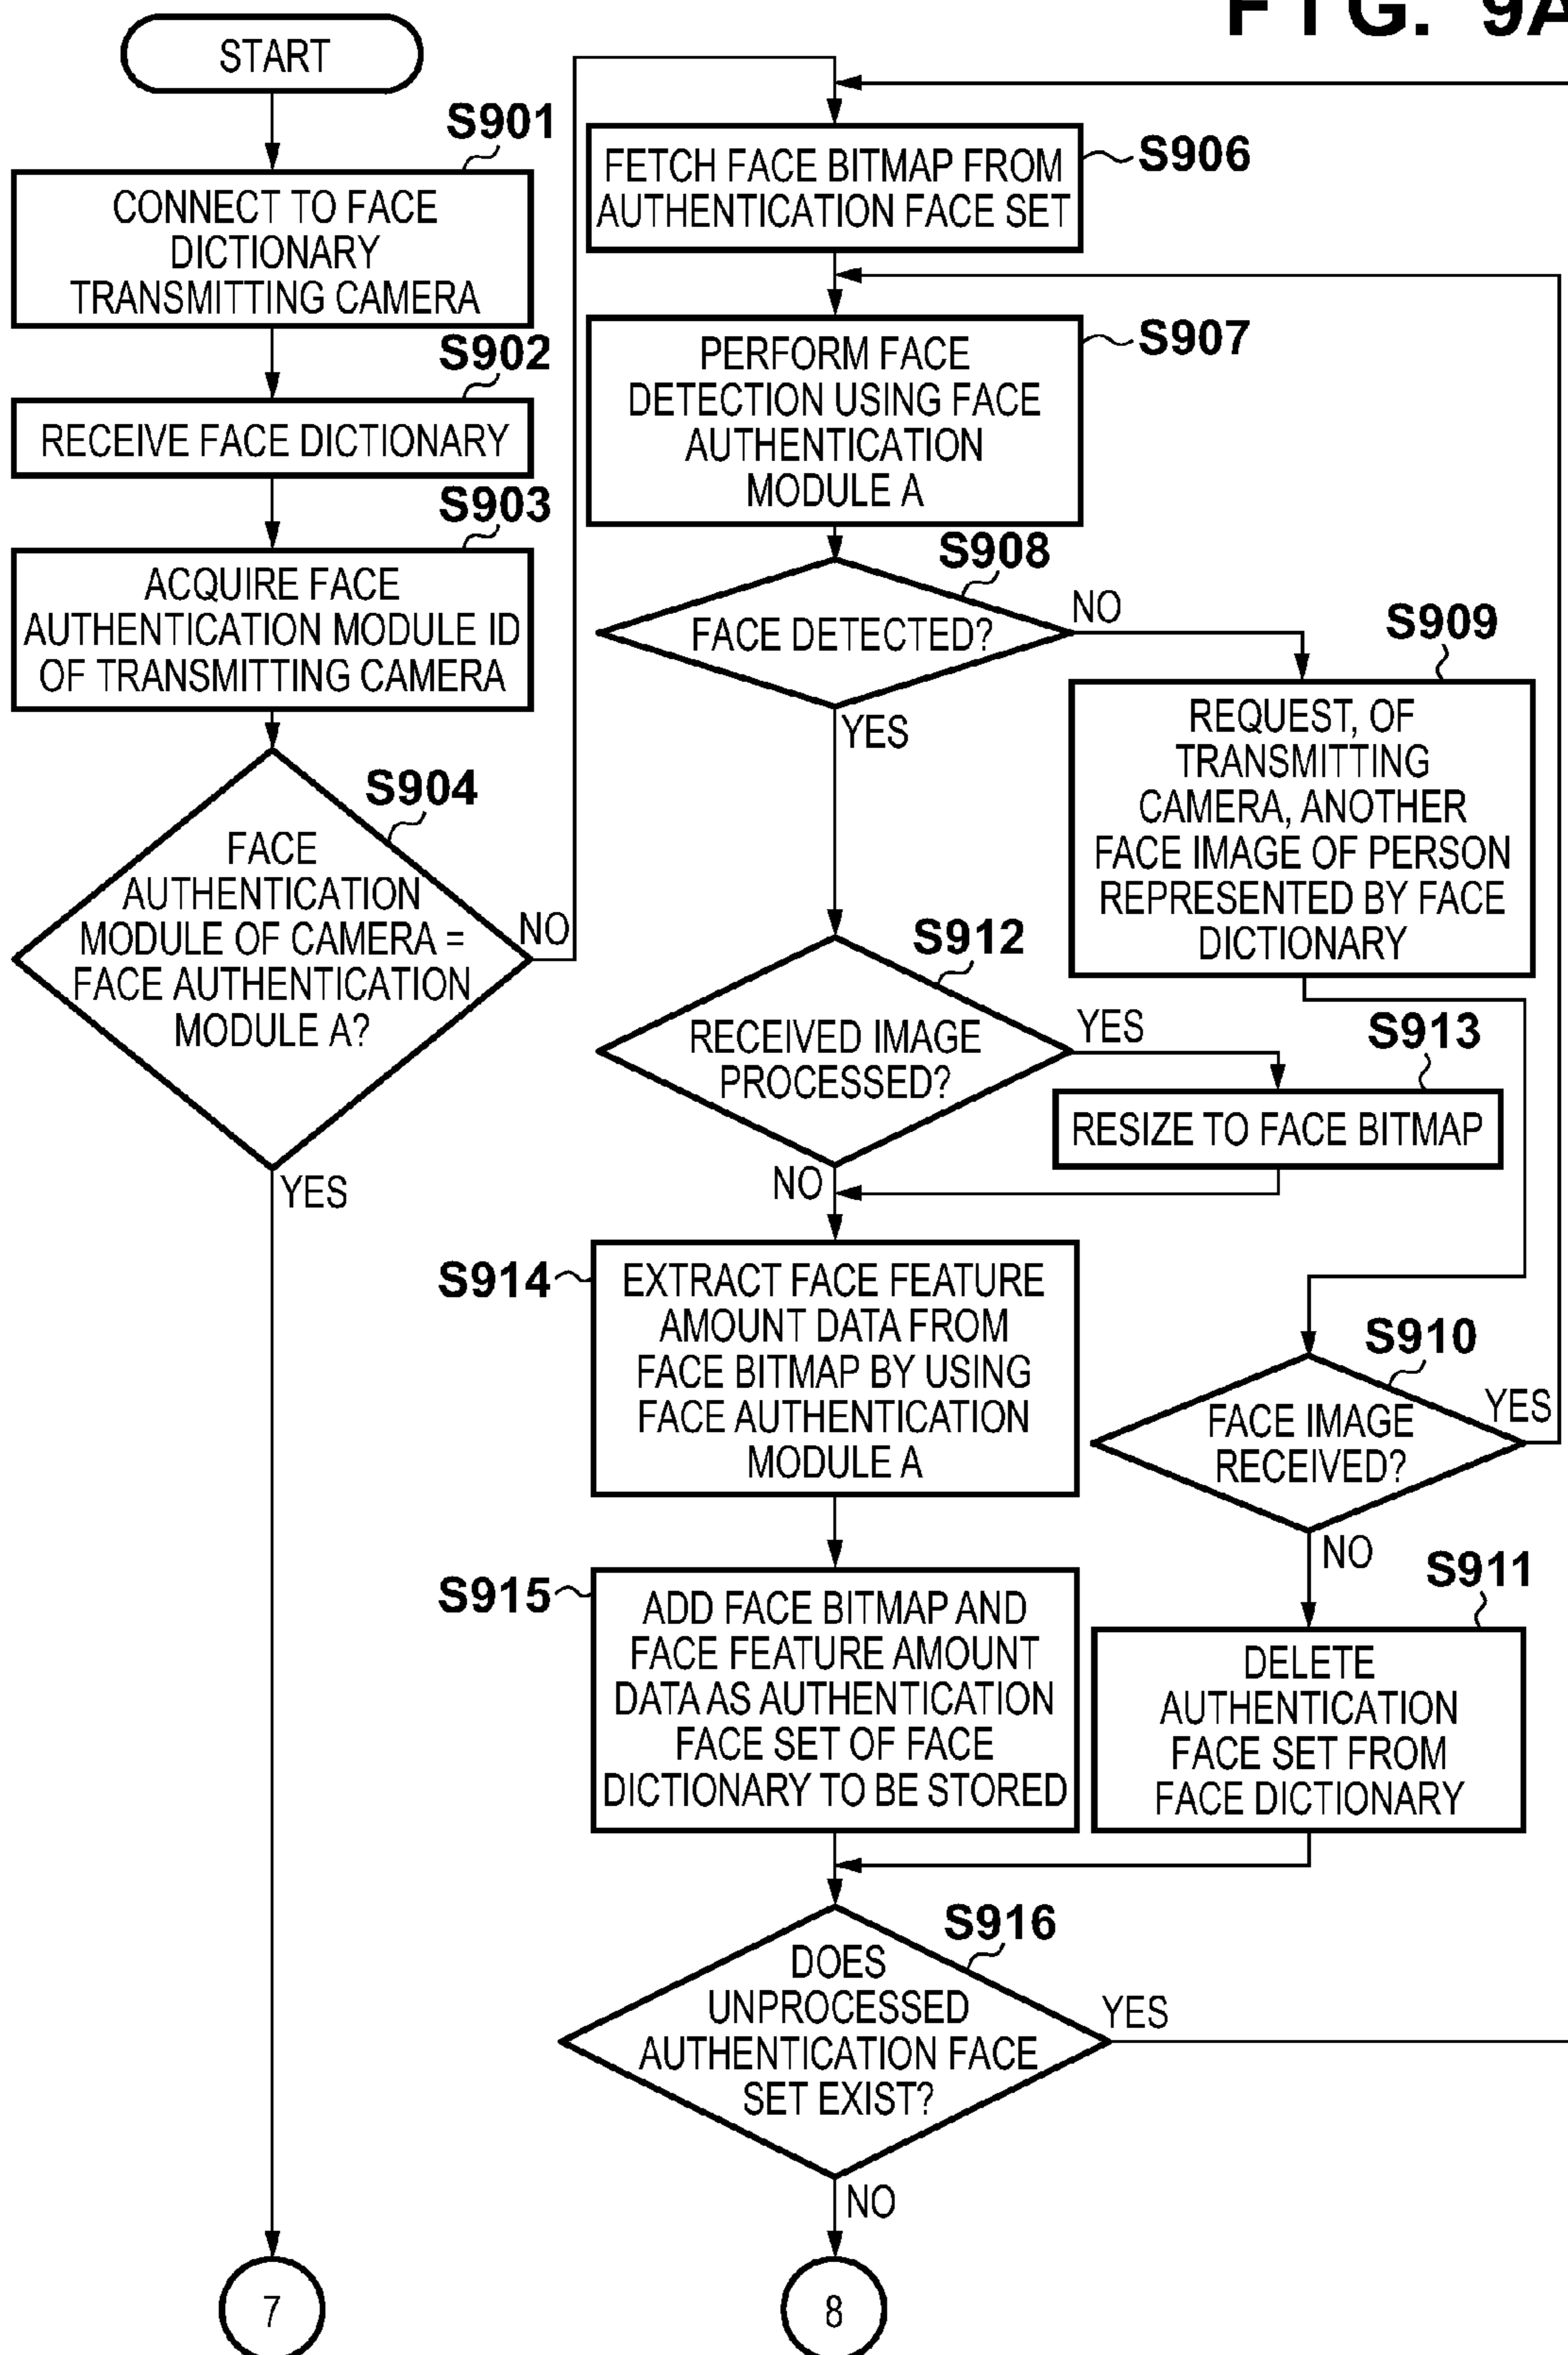 FIG. 9A
START
S901
CONNECT TO FACE
DICTIONARY
TRANSMITTING CAMERA
S902
RECEIVE FACE DICTIONARY
S903
ACQUIRE FACE
AUTHENTICATION MODULE ID
OF TRANSMITTING CAMERA
S904
FACE
AUTHENTICATION
MODULE OF CAMERA =
FACE AUTHENTICATION
MODULE A?
NO
YES
7
S906
FETCH FACE BITMAP FROM
AUTHENTICATION FACE SET
S907
PERFORM FACE
DETECTION USING FACE
AUTHENTICATION
MODULE A
S908
FACE DETECTED?
NO
YES
S909
REQUEST, OF
TRANSMITTING
CAMERA, ANOTHER
FACE IMAGE OF PERSON
REPRESENTED BY FACE
DICTIONARY
S912
RECEIVED IMAGE
PROCESSED?
YES
NO
S913
RESIZE TO FACE BITMAP
S914
EXTRACT FACE FEATURE
AMOUNT DATA FROM
FACE BITMAP BY USING
FACE AUTHENTICATION
MODULE A
S910
FACE IMAGE
RECEIVED?
YES
NO
S915
ADD FACE BITMAP AND
FACE FEATURE AMOUNT
DATA AS AUTHENTICATION
FACE SET OF FACE
DICTIONARY TO BE STORED
S911
DELETE
AUTHENTICATION
FACE SET FROM
FACE DICTIONARY
S916
DOES
UNPROCESSED
AUTHENTICATION FACE
SET EXIST?
YES
NO
8